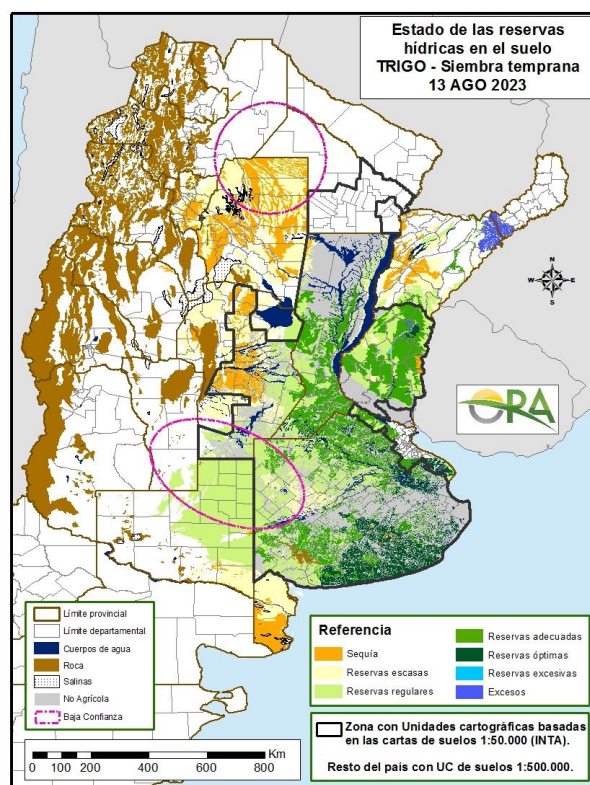 Estado de las reservas
hídricas en el suelo
TRIGO - Siembra temprana
13 AGO 2023
N
W
E
S
ORA
Límite provincial
Límite departamental
Cuerpos de agua
Roca
Salinas
No Agrícola
Baja Confianza
Referencia
Sequía
Reservas escasas
Reservas regulares
Reservas adecuadas
Reservas óptimas
Reservas excesivas
Excesos
Zona con Unidades cartográficas basadas
en las cartas de suelos 1:50.000 (INTA).
Resto del país con UC de suelos 1:500.000.
Km
0 100 200 400 600 800